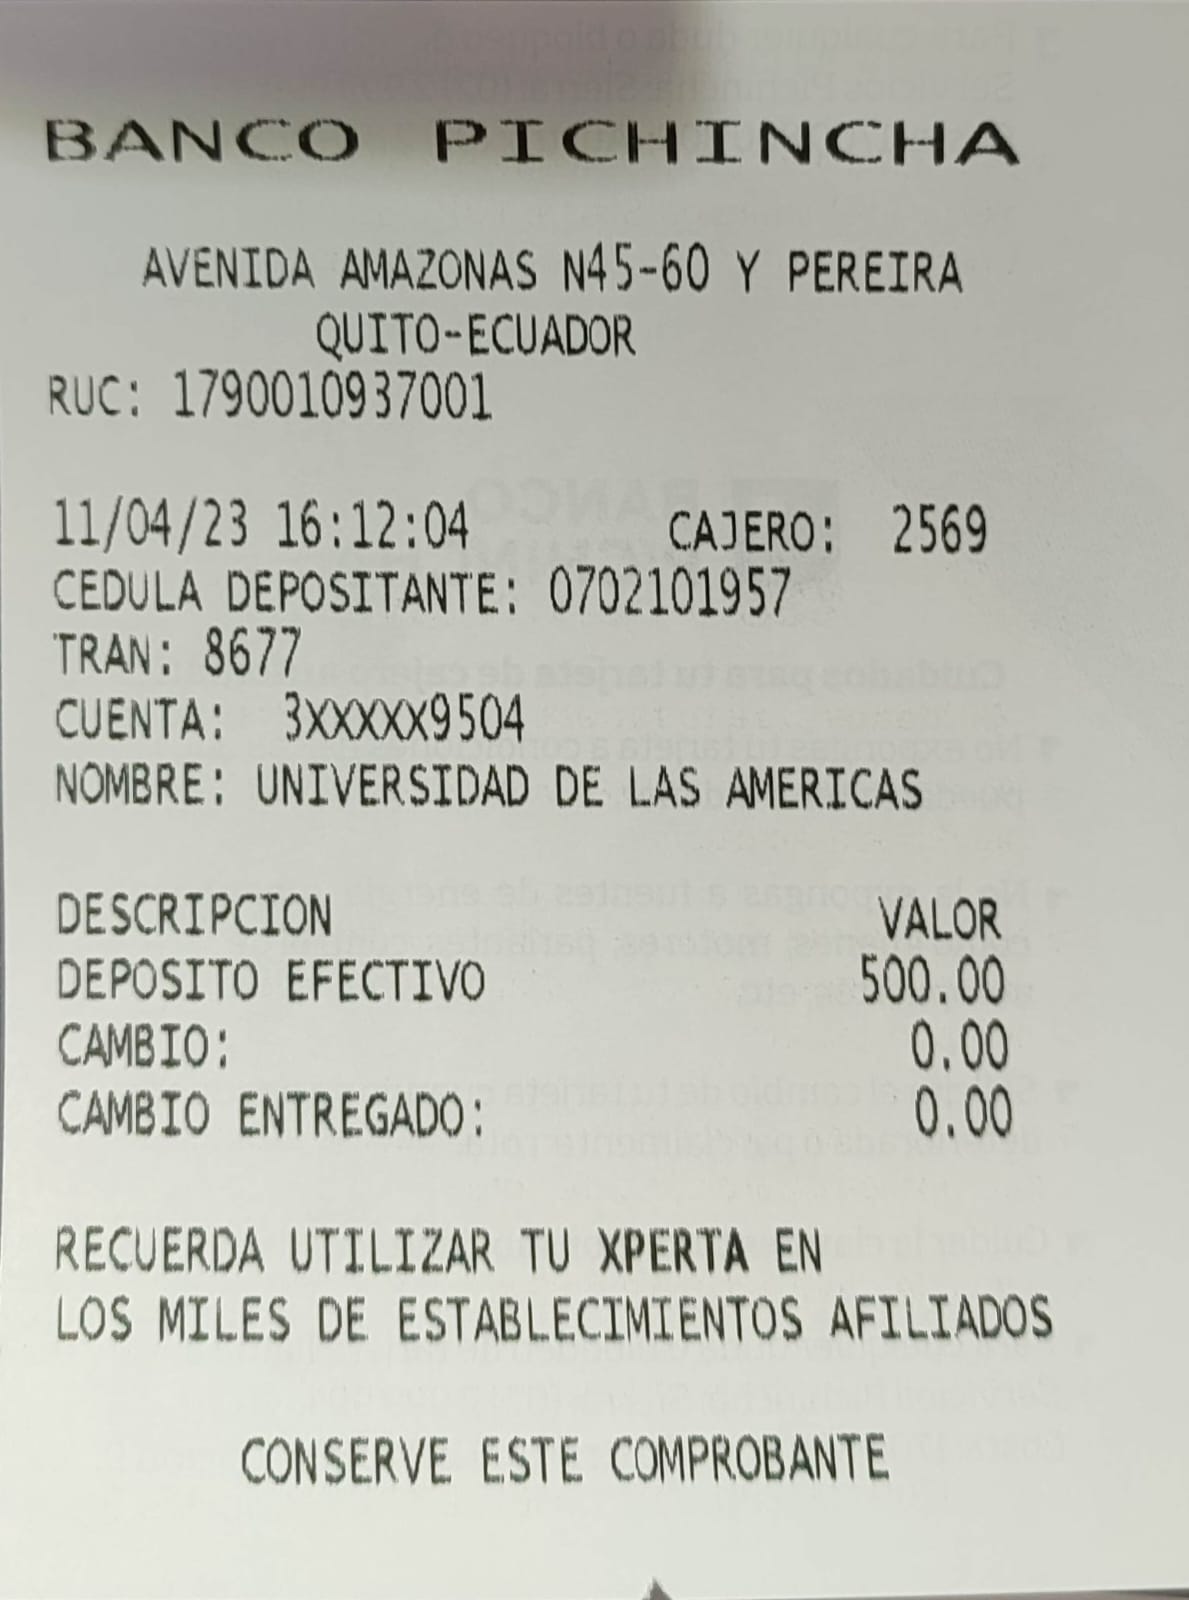 BANCO PICHINCHA
AVENIDA AMAZONAS N45-60 Y PEREIRA
QUITO-ECUADOR
RUC: 1790010937001
11/04/23 16:12:04 CAJERO: 2569
CEDULA DEPOSITANTE: 0702101957
TRAN: 8677
CUENTA: 3XXXXX9504
NOMBRE: UNIVERSIDAD DE LAS AMERICAS
DESCRIPCION VALOR
DEPOSITO EFECTIVO 500.00
CAMBIO: 0.00
CAMBIO ENTREGADO: 0.00
RECUERDA UTILIZAR TU XPERTA EN
LOS MILES DE ESTABLECIMIENTOS AFILIADOS
CONSERVE ESTE COMPROBANTE